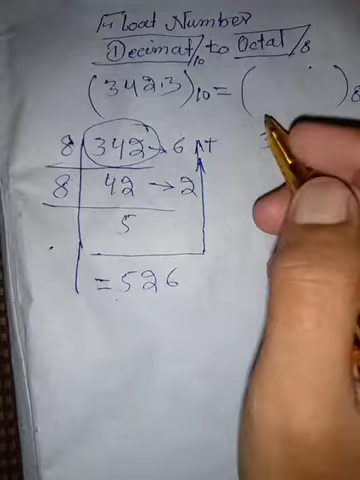 Float Number
① Decimal/10 to Octal/8
(342.3)10 = ( . )8
8 342 → 6 ↑
8 42 → 2
5
= 526